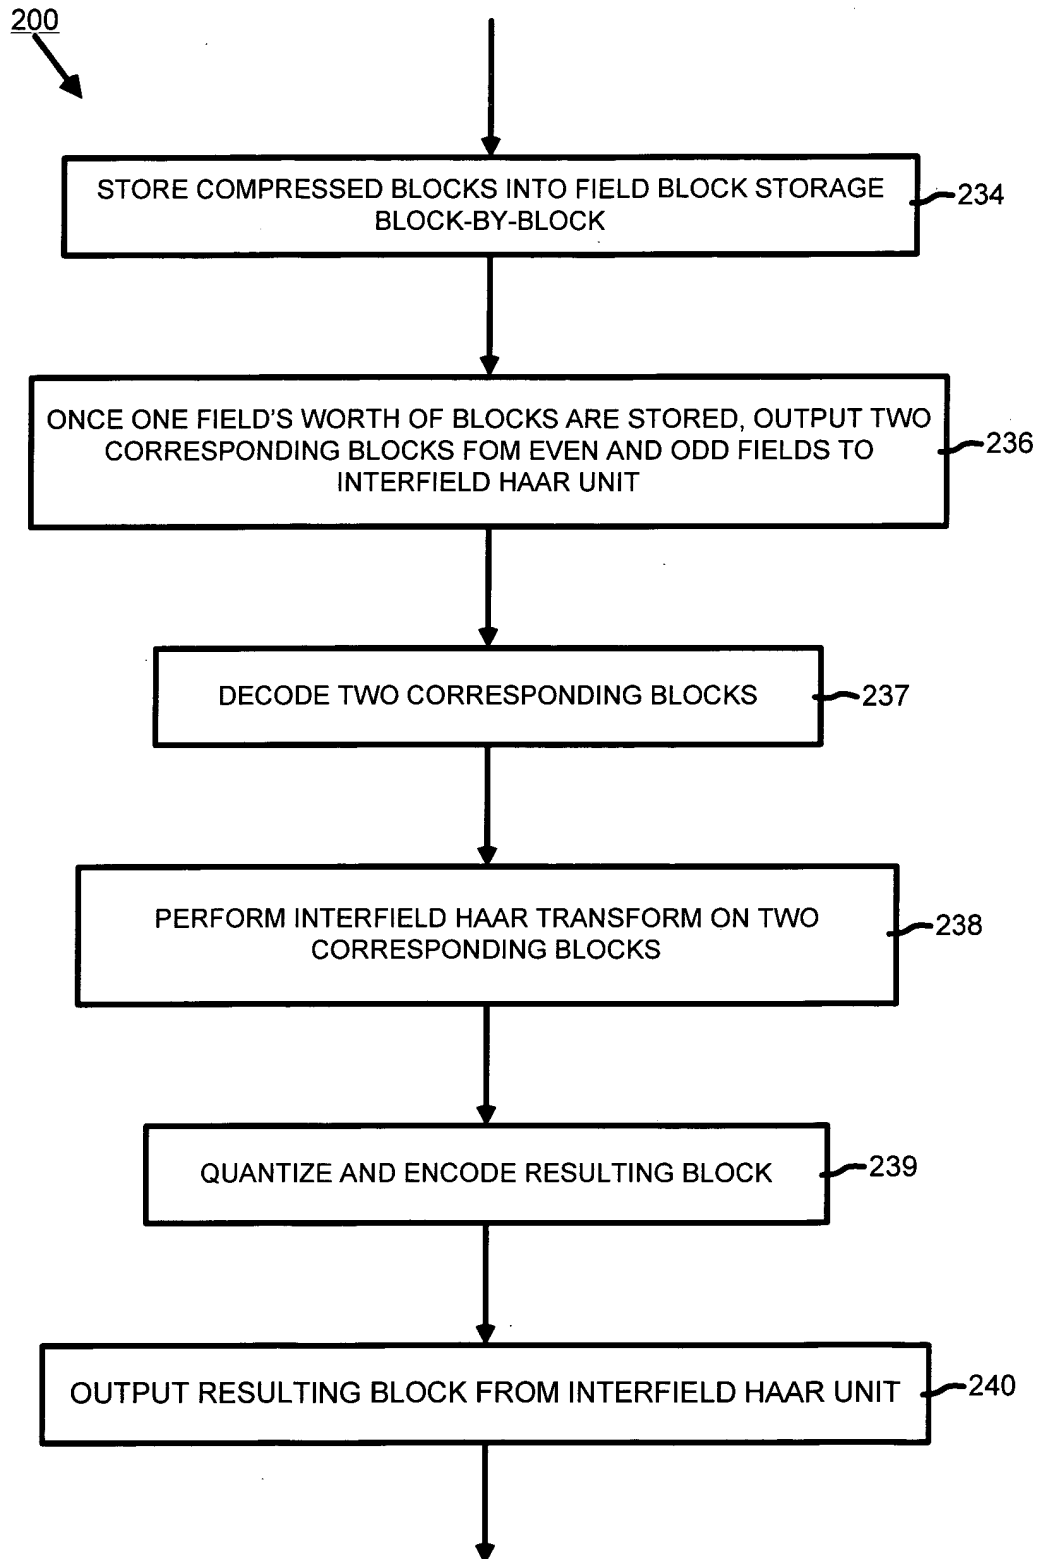 200
STORE COMPRESSED BLOCKS INTO FIELD BLOCK STORAGE
BLOCK-BY-BLOCK
234
ONCE ONE FIELD'S WORTH OF BLOCKS ARE STORED, OUTPUT TWO
CORRESPONDING BLOCKS FOM EVEN AND ODD FIELDS TO
INTERFIELD HAAR UNIT
236
DECODE TWO CORRESPONDING BLOCKS
237
PERFORM INTERFIELD HAAR TRANSFORM ON TWO
CORRESPONDING BLOCKS
238
QUANTIZE AND ENCODE RESULTING BLOCK
239
OUTPUT RESULTING BLOCK FROM INTERFIELD HAAR UNIT
240